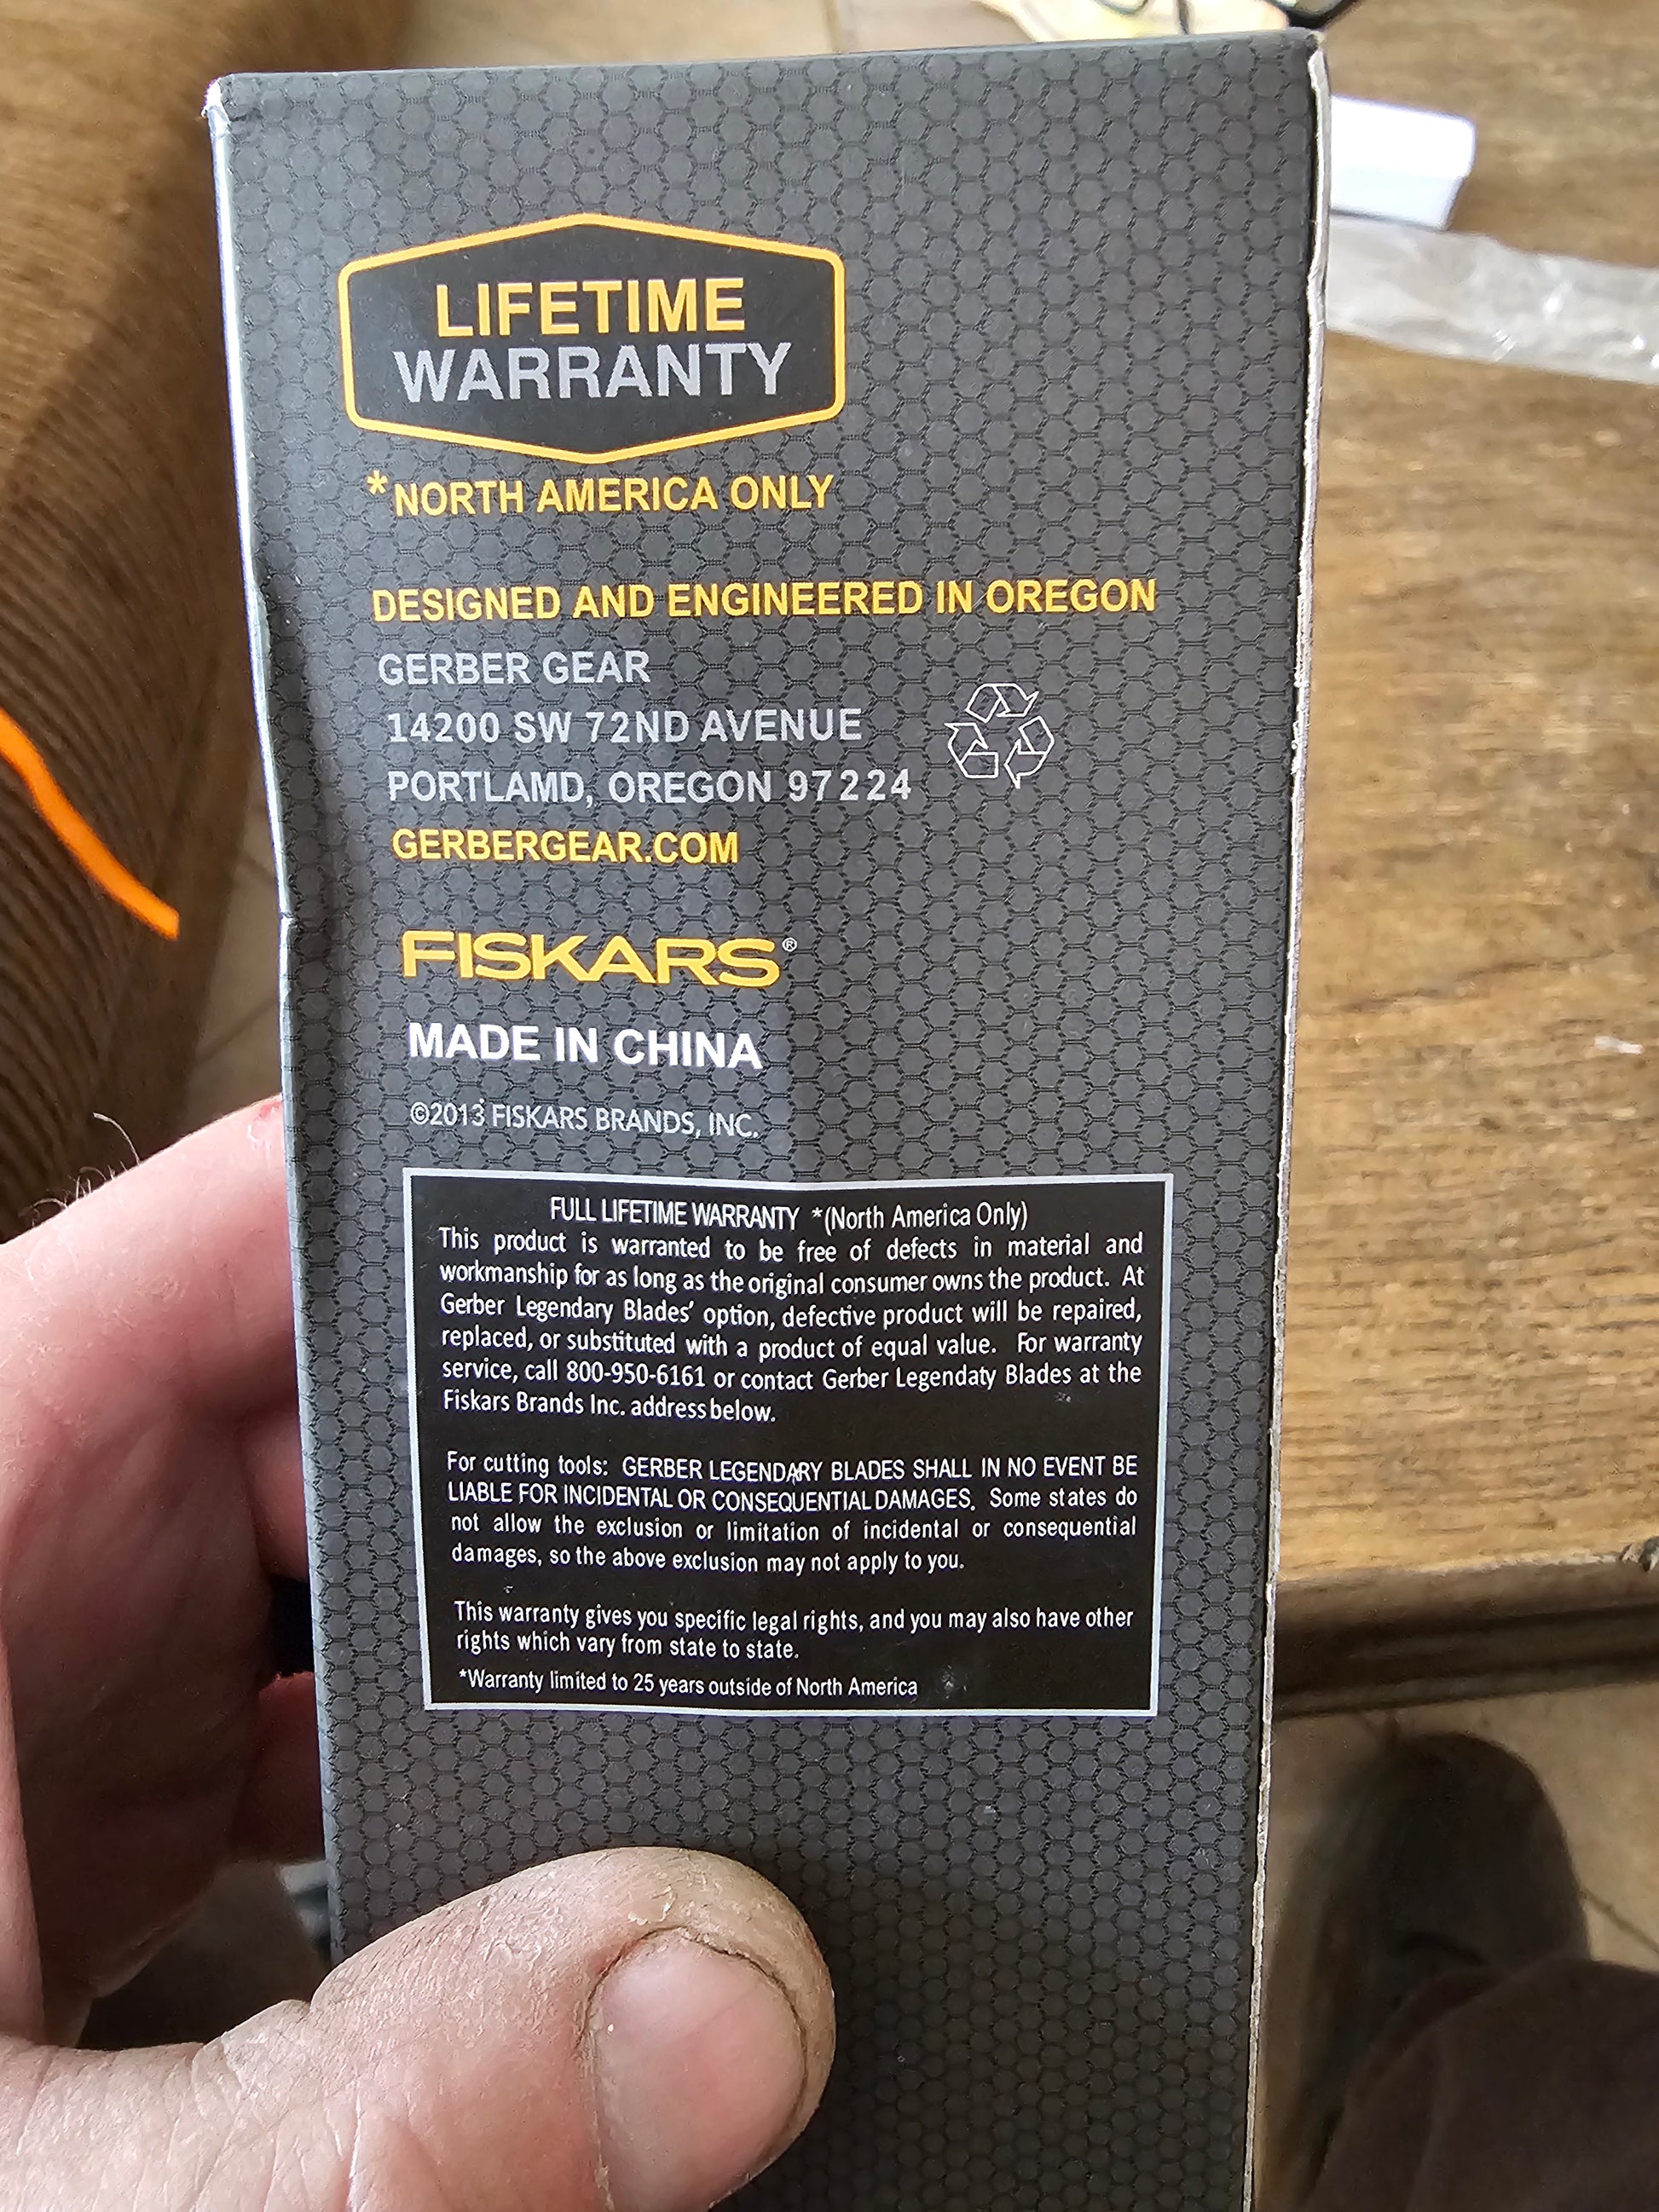 LIFETIME
WARRANTY
*NORTH AMERICA ONLY
DESIGNED AND ENGINEERED IN OREGON
GERBER GEAR
14200 SW 72ND AVENUE
PORTLAMD, OREGON 97224
GERBERGEAR.COM
FISKARS®
MADE IN CHINA
©2013 FISKARS BRANDS, INC.
FULL LIFETIME WARRANTY *(North America Only)
This product is warranted to be free of defects in material and
workmanship for as long as the original consumer owns the product. At
Gerber Legendary Blades' option, defective product will be repaired,
replaced, or substituted with a product of equal value. For warranty
service, call 800-950-6161 or contact Gerber Legendaty Blades at the
Fiskars Brands Inc. address below.
For cutting tools: GERBER LEGENDARY BLADES SHALL IN NO EVENT BE
LIABLE FOR INCIDENTAL OR CONSEQUENTIAL DAMAGES. Some states do
not allow the exclusion or limitation of incidental or consequential
damages, so the above exclusion may not apply to you.
This warranty gives you specific legal rights, and you may also have other
rights which vary from state to state.
*Warranty limited to 25 years outside of North America